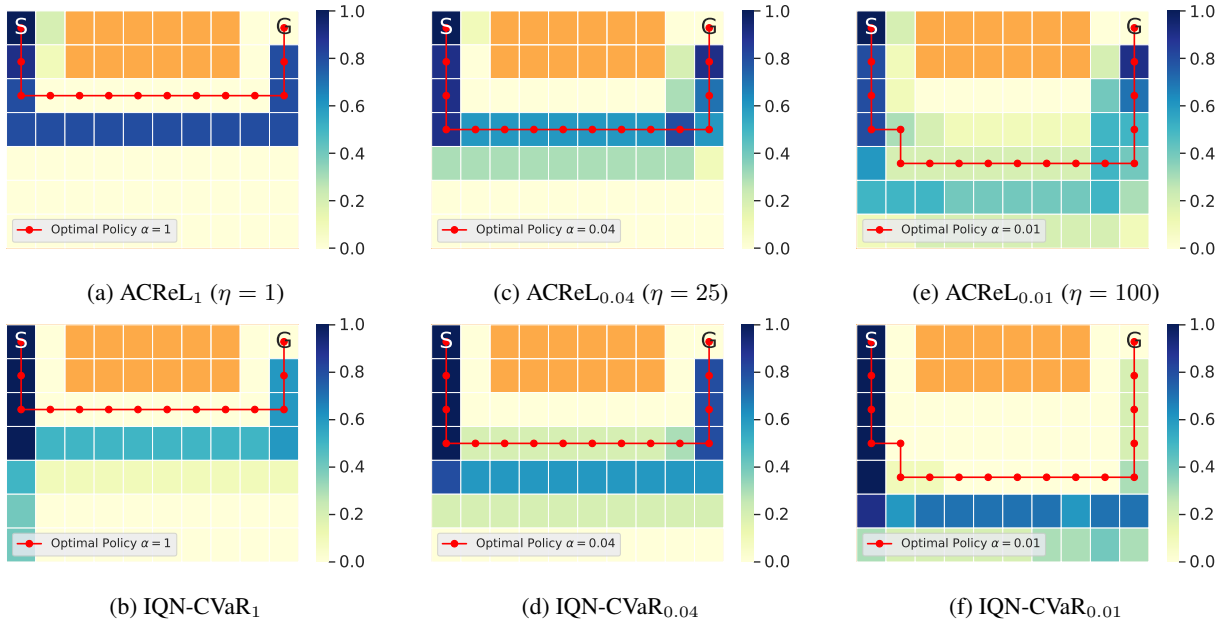 S G 1.0 S G 1.0 S G 1.0
0.8 0.8 0.8
0.6 0.6 0.6
0.4 0.4 0.4
0.2 0.2 0.2
Optimal Policy α = 1 Optimal Policy α = 0.04 Optimal Policy α = 0.01
0.0 0.0 0.0
(a) ACReL₁ (η = 1) (c) ACReL₀.₀₄ (η = 25) (e) ACReL₀.₀₁ (η = 100)
S G 1.0 S G 1.0 S G 1.0
0.8 0.8 0.8
0.6 0.6 0.6
0.4 0.4 0.4
0.2 0.2 0.2
Optimal Policy α = 1 Optimal Policy α = 0.04 Optimal Policy α = 0.01
0.0 0.0 0.0
(b) IQN-CVaR₁ (d) IQN-CVaR₀.₀₄ (f) IQN-CVaR₀.₀₁